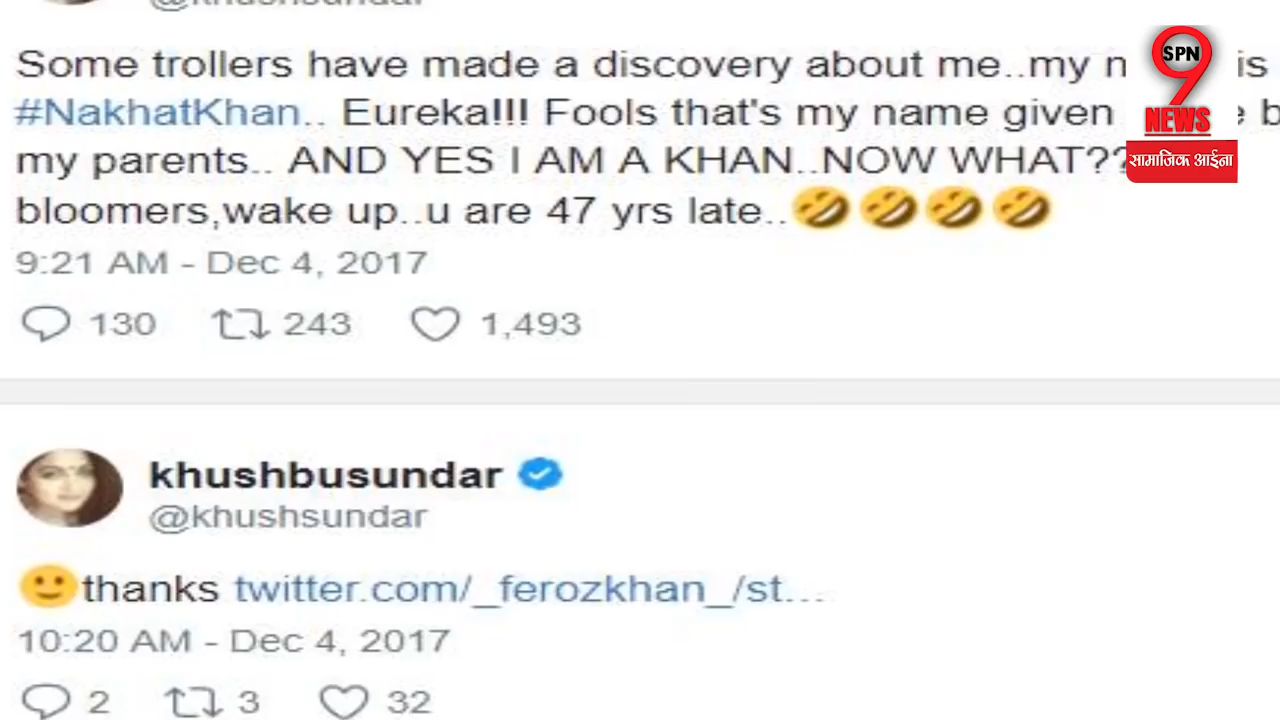 Some trollers have made a discovery about me..my is
#NakhatKhan.. Eureka!!! Fools that's my name given
my parents.. AND YES I AM A KHAN..NOW WHAT??
bloomers,wake up..u are 47 yrs late..🤣🤣🤣🤣
9:21 AM - Dec 4, 2017
130 243 1,493
khushbusundar
@khushsundar
🙂thanks twitter.com/_ferozkhan_/st...
10:20 AM - Dec 4, 2017
2 3 32
SPN
9
NEWS
सामाजिक आईना